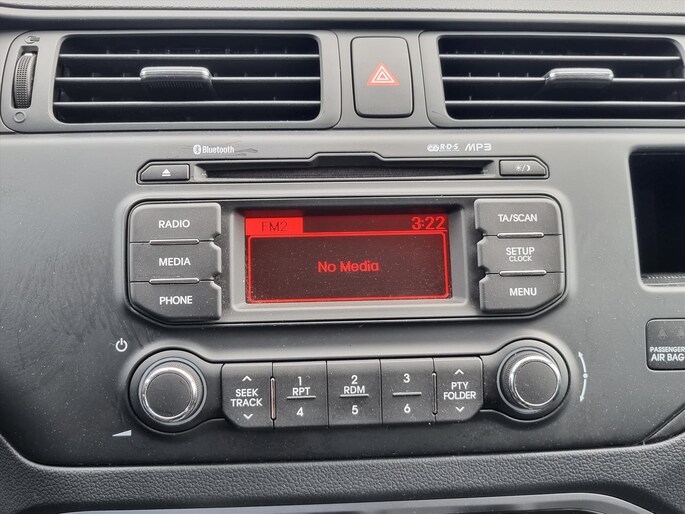 Bluetooth
R·D·S MP3
RADIO
MEDIA
PHONE
FM2 3:22
No Media
TA/SCAN
SETUP
CLOCK
MENU
PASSENGER
AIR BAG
SEEK
TRACK
1
RPT
4
2
RDM
5
3
6
PTY
FOLDER